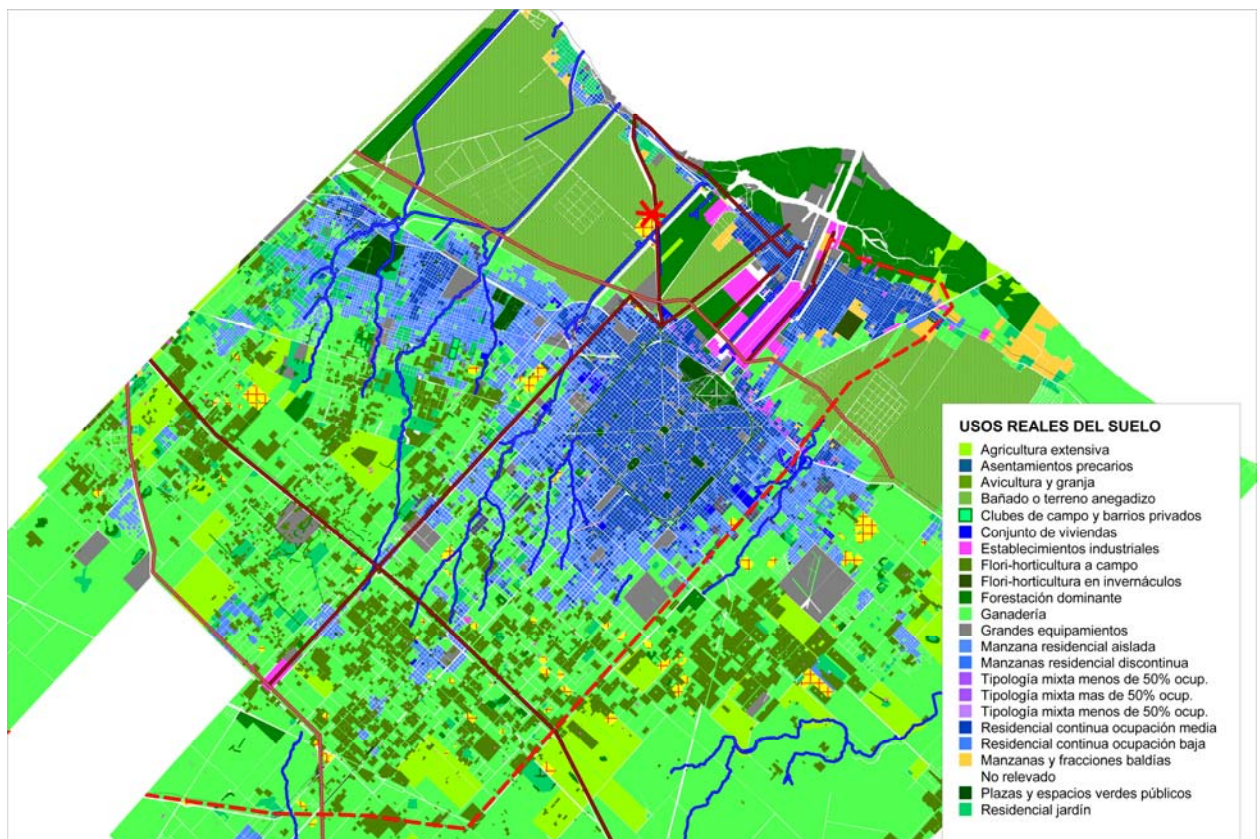 USOS REALES DEL SUELO
Agricultura extensiva
Asentamientos precarios
Avicultura y granja
Bañado o terreno anegadizo
Clubes de campo y barrios privados
Conjunto de viviendas
Establecimientos industriales
Flori-horticultura a campo
Flori-horticultura en invernáculos
Forestación dominante
Ganadería
Grandes equipamientos
Manzana residencial aislada
Manzanas residencial discontinua
Tipología mixta menos de 50% ocup.
Tipología mixta mas de 50% ocup.
Tipología mixta menos de 50% ocup.
Residencial continua ocupación media
Residencial continua ocupación baja
Manzanas y fracciones baldías
No relevado
Plazas y espacios verdes públicos
Residencial jardín